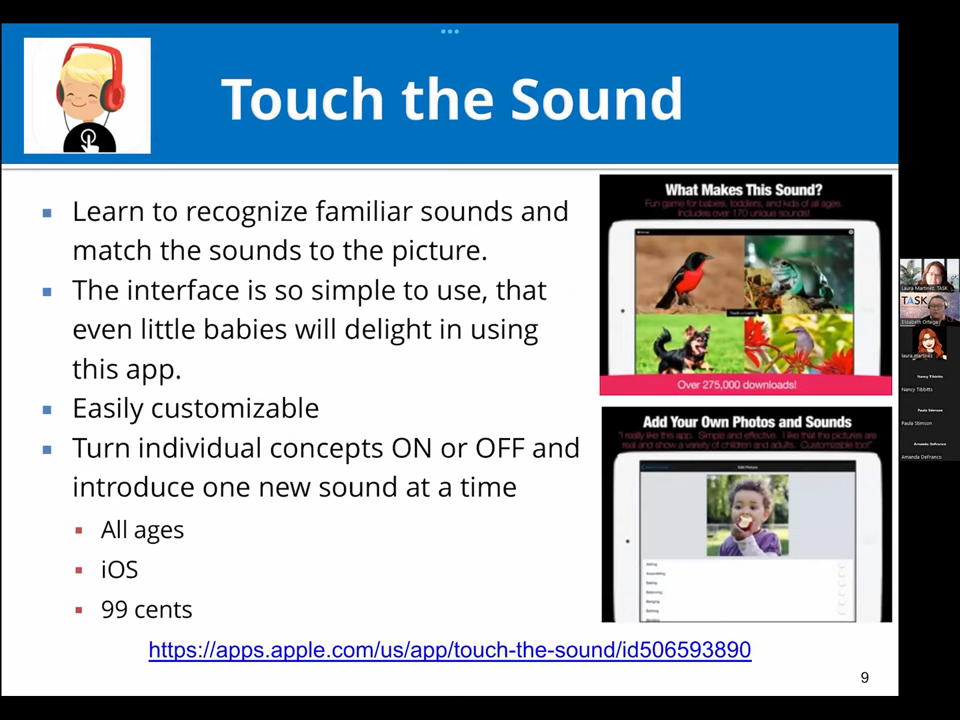 Touch the Sound
Learn to recognize familiar sounds and
match the sounds to the picture.
The interface is so simple to use, that
even little babies will delight in using
this app.
Easily customizable
Turn individual concepts ON or OFF and
introduce one new sound at a time
All ages
iOS
99 cents
https://apps.apple.com/us/app/touch-the-sound/id506593890
9
What Makes This Sound?
Fun game for babies, toddlers, and kids of all ages.
Includes over 170 unique sounds!
Over 275,000 downloads!
Add Your Own Photos and Sounds
"I really like this app. Simple and effective. I like that the pictures are
real and show a variety of children and adults. Customizable too!"
Edit Picture
Laura Martinez, TASK
TASK
Elizabeth Ortega
laura martinez
Nancy Tibbitts
Nancy Tibbitts
Paula Stimson
Paula Stimson
Amanda DeFranco
Amanda DeFranco